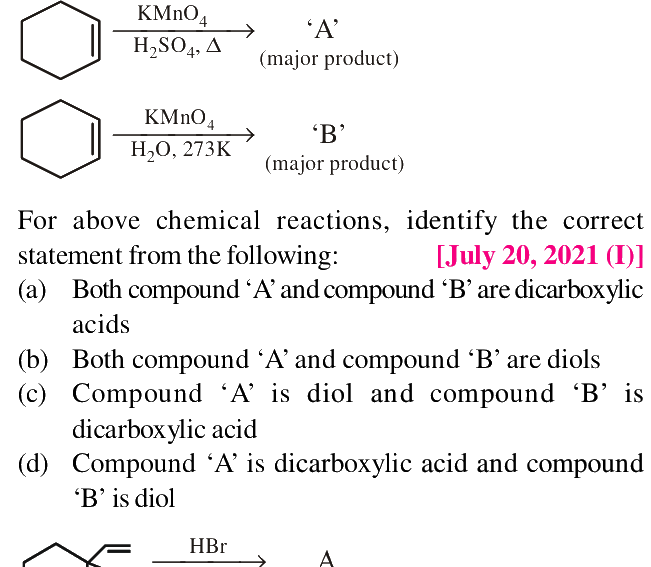 KMnO₄
H₂SO₄, Δ
‘A’
(major product)
KMnO₄
H₂O, 273K
‘B’
(major product)
For above chemical reactions, identify the correct
statement from the following: [July 20, 2021 (I)]
(a) Both compound ‘A’ and compound ‘B’ are dicarboxylic
acids
(b) Both compound ‘A’ and compound ‘B’ are diols
(c) Compound ‘A’ is diol and compound ‘B’ is
dicarboxylic acid
(d) Compound ‘A’ is dicarboxylic acid and compound
‘B’ is diol
HBr
A